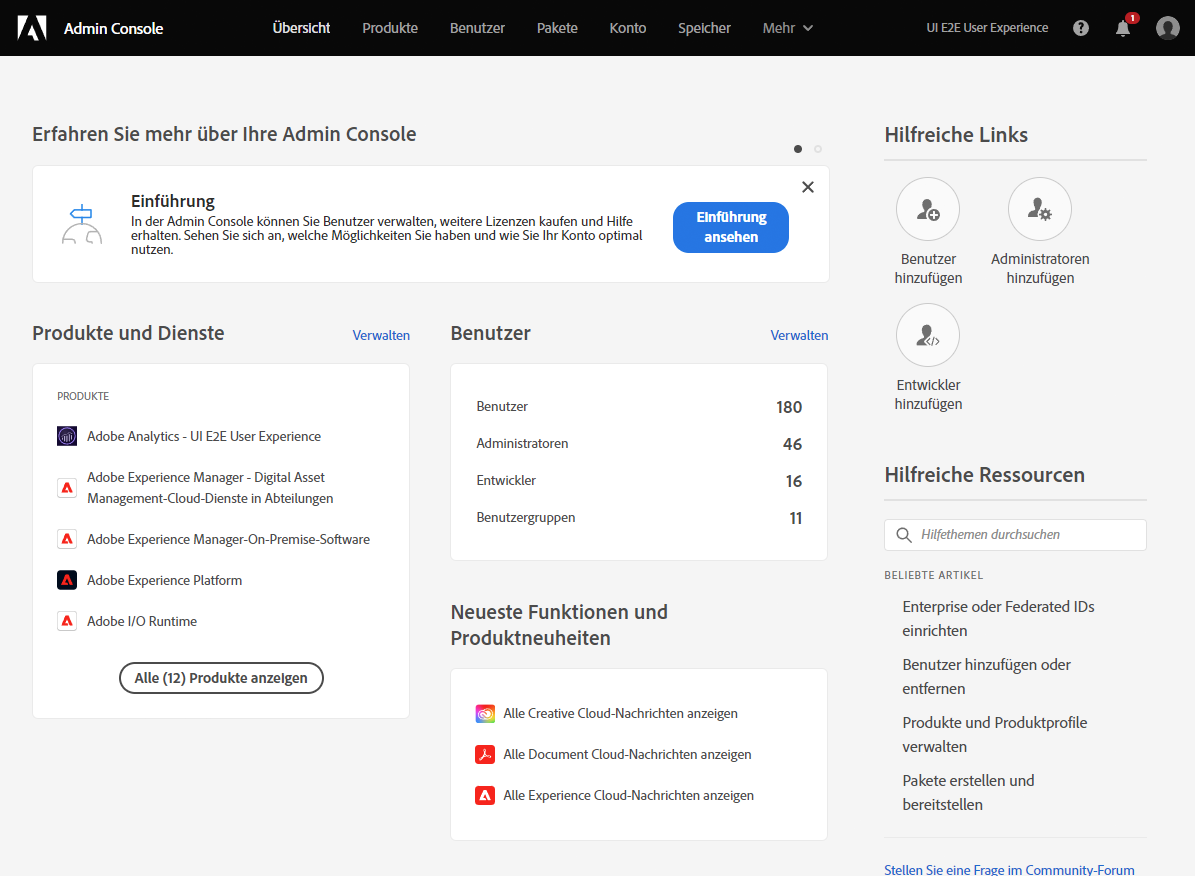 Admin Console
Übersicht
Produkte
Benutzer
Pakete
Konto
Speicher
Mehr
UI E2E User Experience
?
1
Erfahren Sie mehr über Ihre Admin Console
Einführung
In der Admin Console können Sie Benutzer verwalten, weitere Lizenzen kaufen und Hilfe
erhalten. Sehen Sie sich an, welche Möglichkeiten Sie haben und wie Sie Ihr Konto optimal
nutzen.
Einführung
ansehen
Produkte und Dienste
Verwalten
PRODUKTE
Adobe Analytics - UI E2E User Experience
Adobe Experience Manager - Digital Asset
Management-Cloud-Dienste in Abteilungen
Adobe Experience Manager-On-Premise-Software
Adobe Experience Platform
Adobe I/O Runtime
Alle (12) Produkte anzeigen
Benutzer
Verwalten
Benutzer 180
Administratoren 46
Entwickler 16
Benutzergruppen 11
Neueste Funktionen und
Produktneuheiten
Alle Creative Cloud-Nachrichten anzeigen
Alle Document Cloud-Nachrichten anzeigen
Alle Experience Cloud-Nachrichten anzeigen
Hilfreiche Links
Benutzer
hinzufügen
Administratoren
hinzufügen
Entwickler
hinzufügen
Hilfreiche Ressourcen
Hilfethemen durchsuchen
BELIEBTE ARTIKEL
Enterprise oder Federated IDs
einrichten
Benutzer hinzufügen oder
entfernen
Produkte und Produktprofile
verwalten
Pakete erstellen und
bereitstellen
Stellen Sie eine Frage im Community-Forum